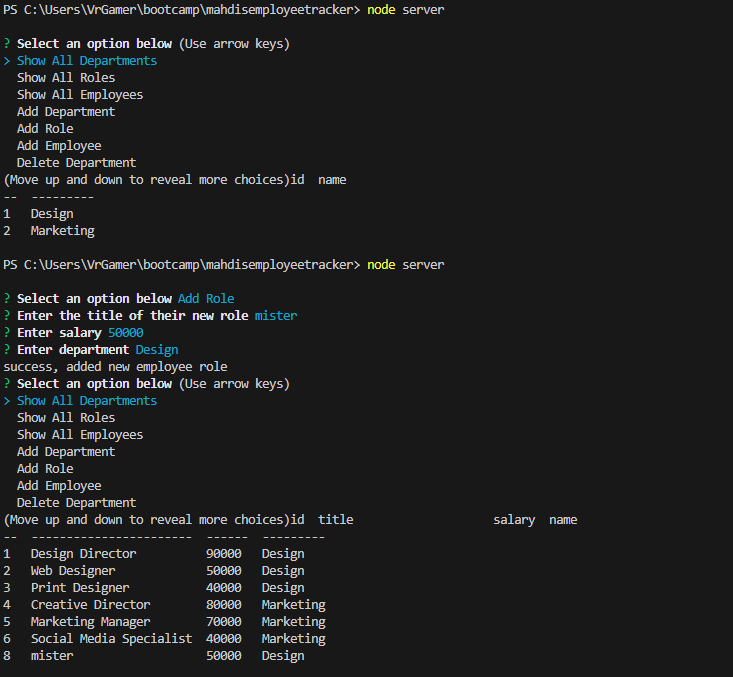 PS C:\Users\VrGamer\bootcamp\mahdisemployeetracker> node server
? Select an option below (Use arrow keys)
> Show All Departments
Show All Roles
Show All Employees
Add Department
Add Role
Add Employee
Delete Department
(Move up and down to reveal more choices)id  name
--  ---------
1   Design
2   Marketing
PS C:\Users\VrGamer\bootcamp\mahdisemployeetracker> node server
? Select an option below Add Role
? Enter the title of their new role mister
? Enter salary 50000
? Enter department Design
success, added new employee role
? Select an option below (Use arrow keys)
> Show All Departments
Show All Roles
Show All Employees
Add Department
Add Role
Add Employee
Delete Department
(Move up and down to reveal more choices)id  title                    salary  name
--  -----------------------  ------  ---------
1   Design Director          90000   Design
2   Web Designer             50000   Design
3   Print Designer           40000   Design
4   Creative Director        80000   Marketing
5   Marketing Manager        70000   Marketing
6   Social Media Specialist  40000   Marketing
8   mister                   50000   Design